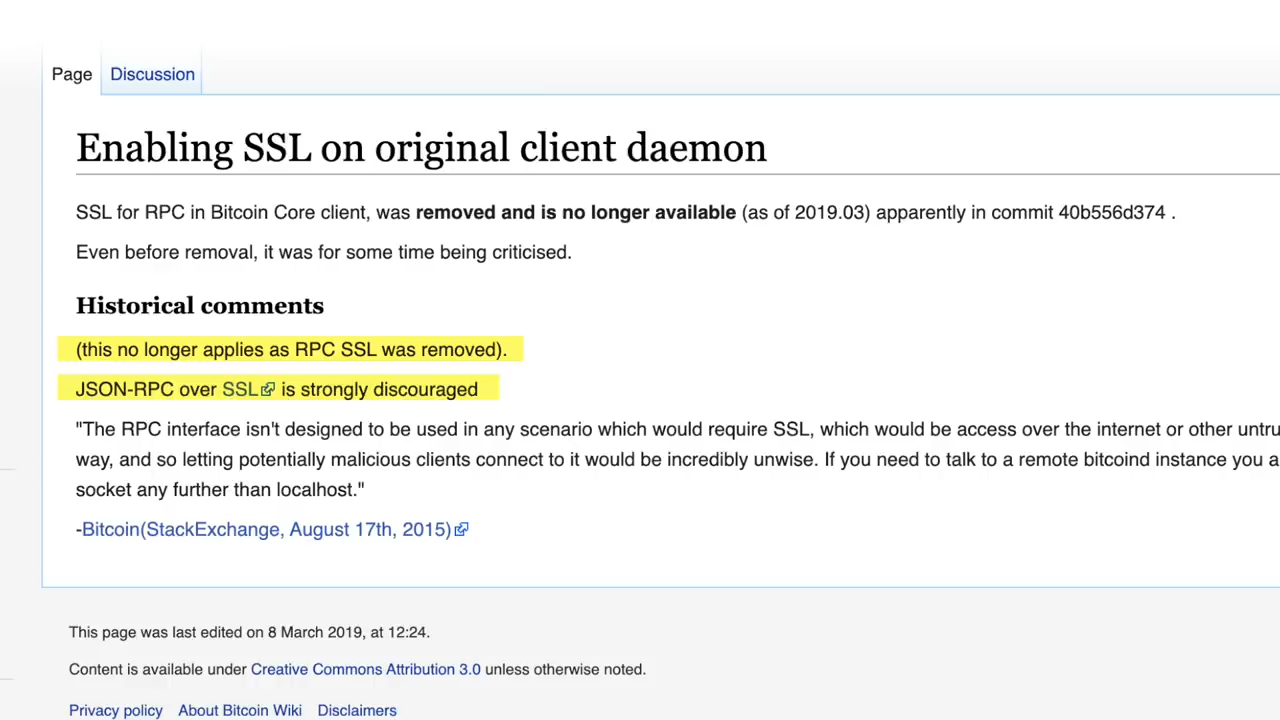 Page Discussion
Enabling SSL on original client daemon
SSL for RPC in Bitcoin Core client, was removed and is no longer available (as of 2019.03) apparently in commit 40b556d374 .
Even before removal, it was for some time being criticised.
Historical comments
(this no longer applies as RPC SSL was removed).
JSON-RPC over SSL is strongly discouraged
"The RPC interface isn't designed to be used in any scenario which would require SSL, which would be access over the internet or other untru
way, and so letting potentially malicious clients connect to it would be incredibly unwise. If you need to talk to a remote bitcoind instance you a
socket any further than localhost."
-Bitcoin(StackExchange, August 17th, 2015)
This page was last edited on 8 March 2019, at 12:24.
Content is available under Creative Commons Attribution 3.0 unless otherwise noted.
Privacy policy About Bitcoin Wiki Disclaimers